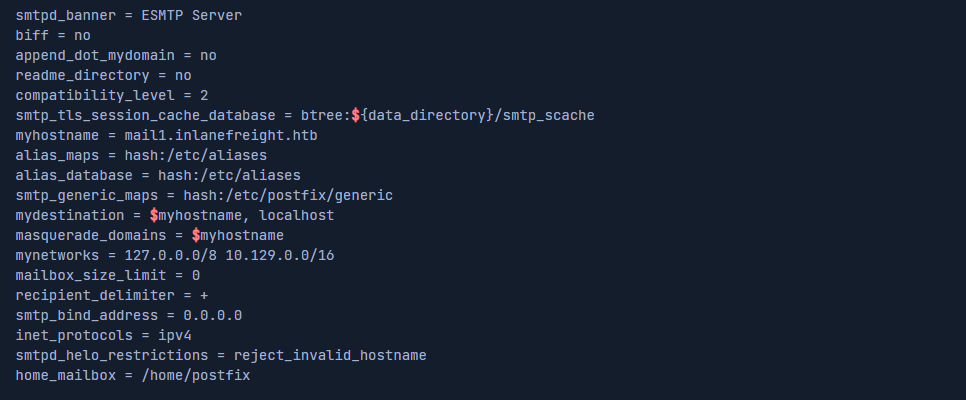 smtpd_banner = ESMTP Server
biff = no
append_dot_mydomain = no
readme_directory = no
compatibility_level = 2
smtp_tls_session_cache_database = btree:${data_directory}/smtp_scache
myhostname = mail1.inlanefreight.htb
alias_maps = hash:/etc/aliases
alias_database = hash:/etc/aliases
smtp_generic_maps = hash:/etc/postfix/generic
mydestination = $myhostname, localhost
masquerade_domains = $myhostname
mynetworks = 127.0.0.0/8 10.129.0.0/16
mailbox_size_limit = 0
recipient_delimiter = +
smtp_bind_address = 0.0.0.0
inet_protocols = ipv4
smtpd_helo_restrictions = reject_invalid_hostname
home_mailbox = /home/postfix